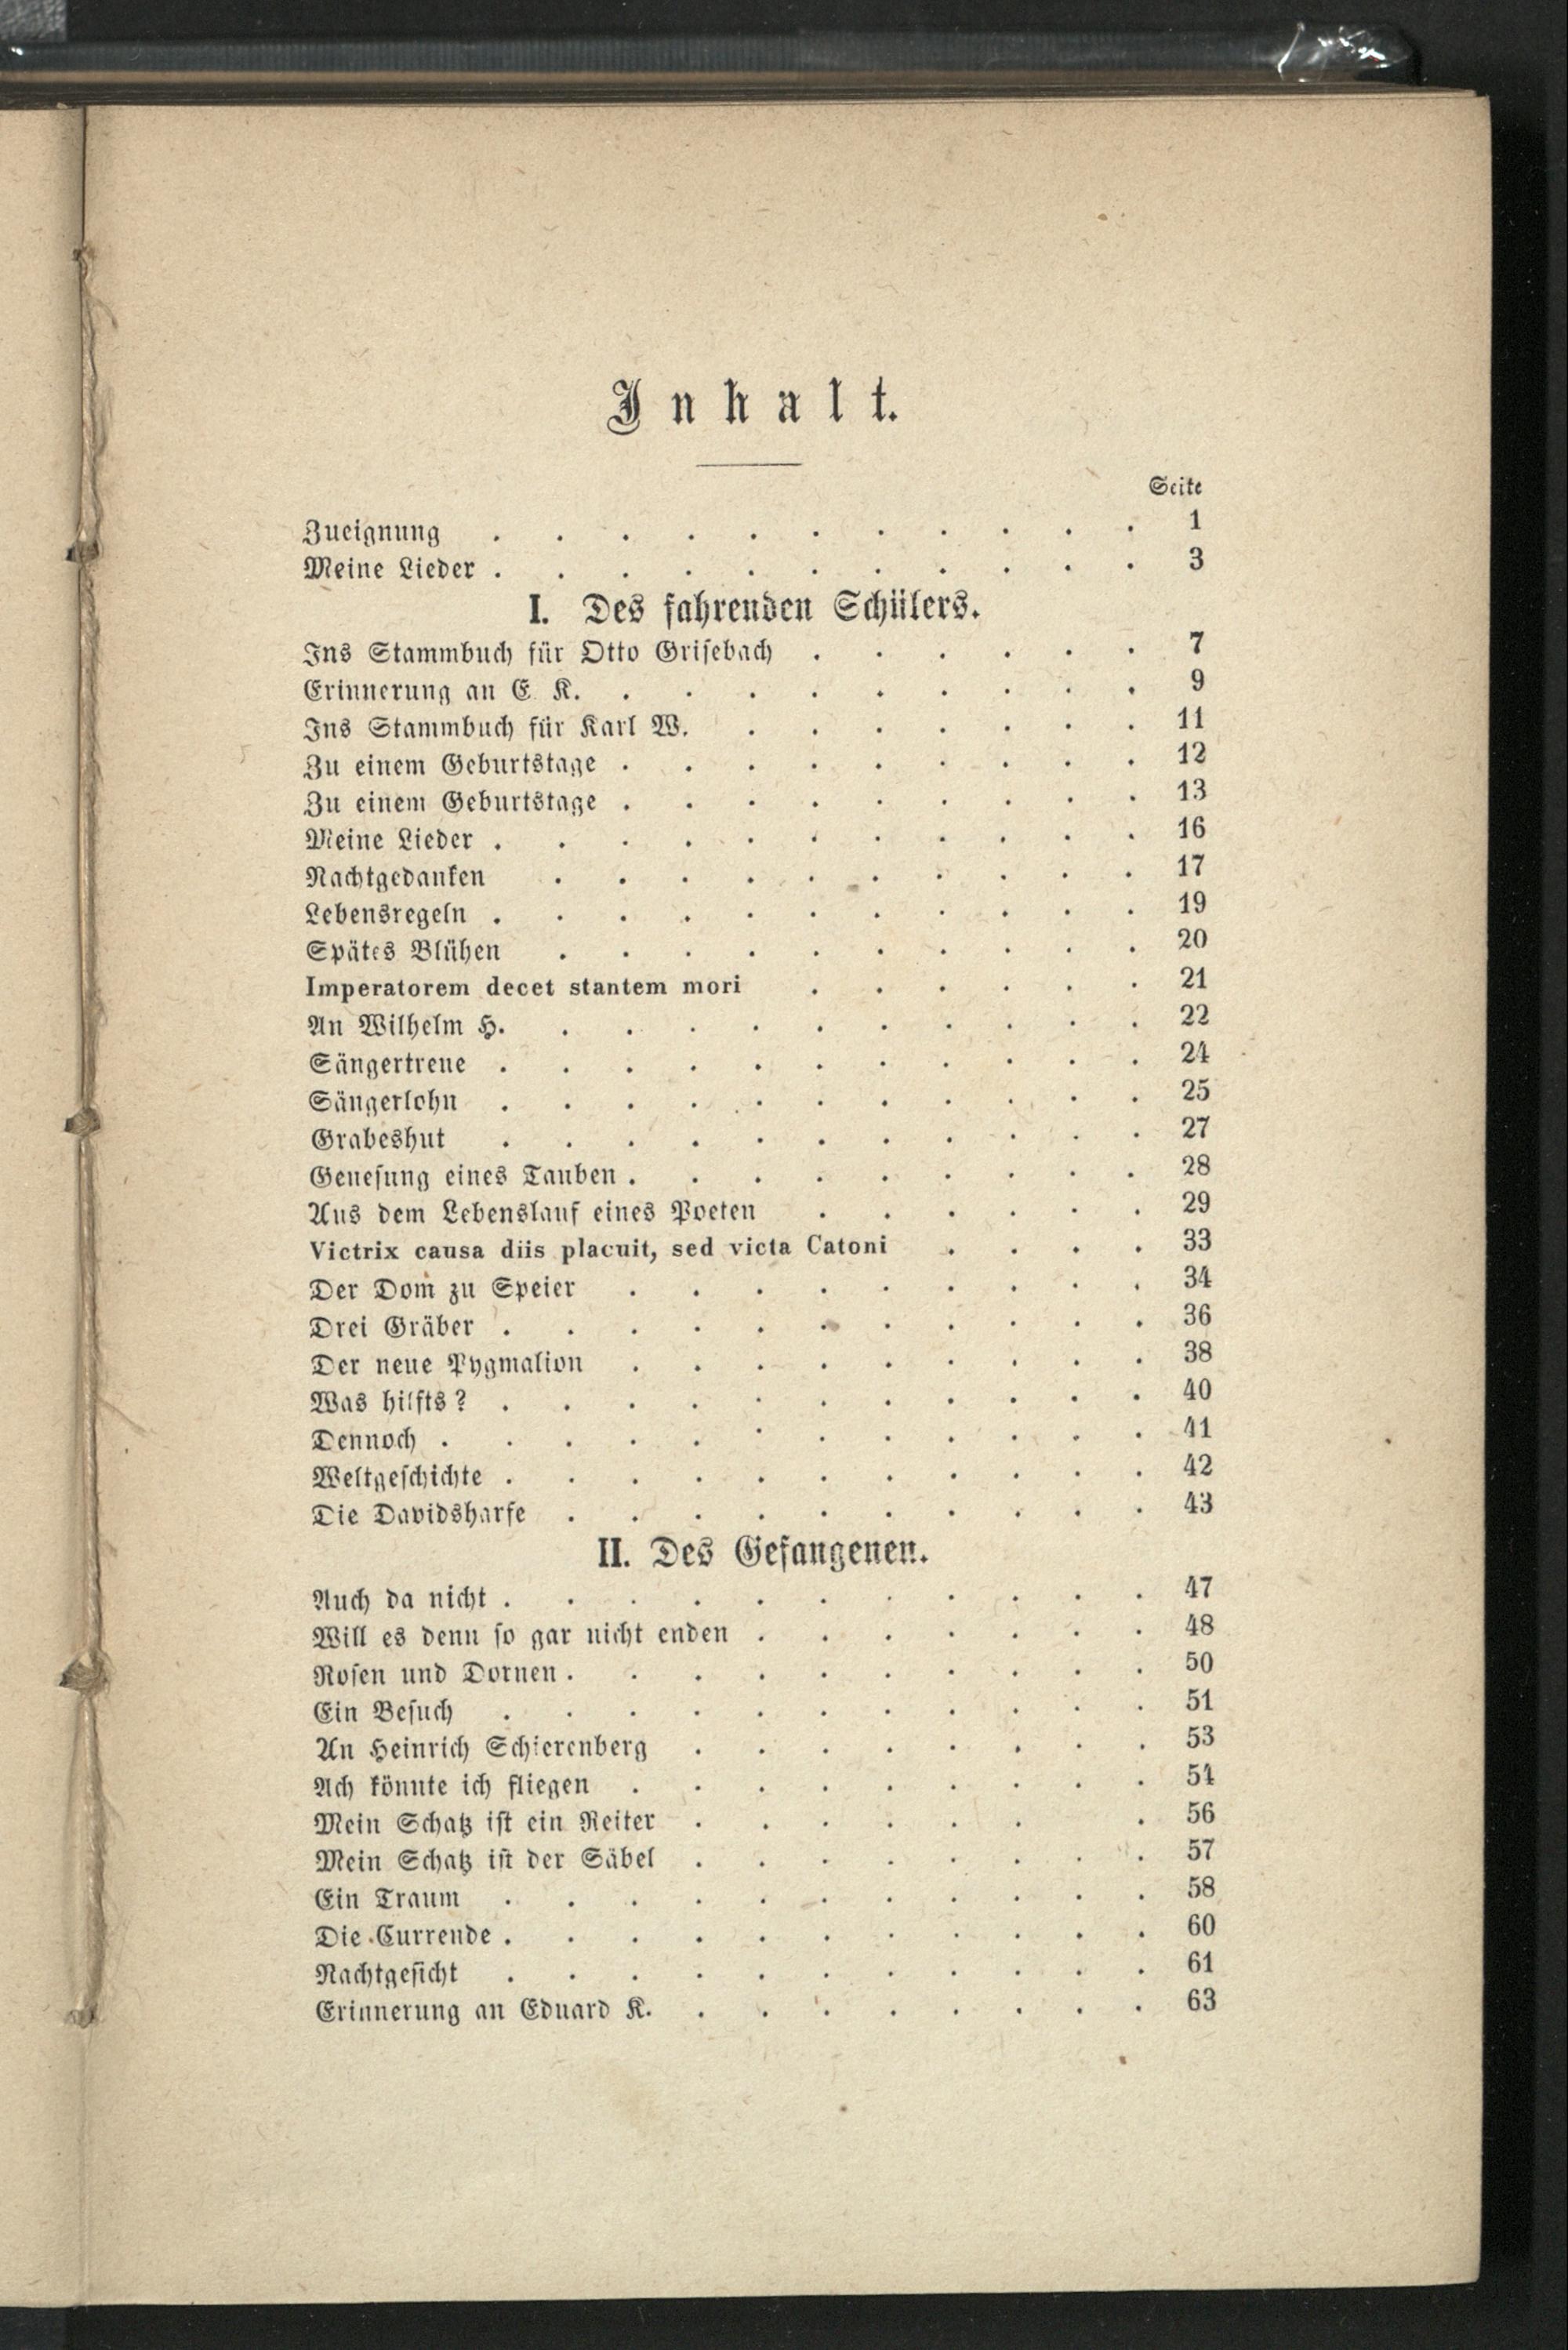 Inhalt.
Seite
Zueignung . . . . . . . . . . . 1
Meine Lieder . . . . . . . . . . . 3
I. Des fahrenden Schülers.
Ins Stammbuch für Otto Grisebach . . . . . . 7
Erinnerung an E K. . . . . . . . . . 9
Ins Stammbuch für Karl W. . . . . . . . 11
Zu einem Geburtstage . . . . . . . . . 12
Zu einem Geburtstage . . . . . . . . . 13
Meine Lieder . . . . . . . . . . . 16
Nachtgedanken . . . . . . . . . . 17
Lebensregeln . . . . . . . . . . . 19
Spätes Blühen . . . . . . . . . . 20
Imperatorem decet stantem mori . . . . . . 21
An Wilhelm H. . . . . . . . . . . 22
Sängertreue . . . . . . . . . . . 24
Sängerlohn . . . . . . . . . . . 25
Grabeshut . . . . . . . . . . . 27
Genesung eines Tauben . . . . . . . . . 28
Aus dem Lebenslauf eines Poeten . . . . . . 29
Victrix causa diis placuit, sed victa Catoni . . . . 33
Der Dom zu Speier . . . . . . . . . 34
Drei Gräber . . . . . . . . . . . 36
Der neue Pygmalion . . . . . . . . . 38
Was hilfts? . . . . . . . . . . . 40
Dennoch . . . . . . . . . . . . 41
Weltgeschichte . . . . . . . . . . . 42
Die Davidsharfe . . . . . . . . . . 43
II. Des Gefangenen.
Auch da nicht . . . . . . . . . . . 47
Will es denn so gar nicht enden . . . . . . . 48
Rosen und Dornen . . . . . . . . . . 50
Ein Besuch . . . . . . . . . . . 51
An Heinrich Schierenberg . . . . . . . . 53
Ach könnte ich fliegen . . . . . . . . . 54
Mein Schatz ist ein Reiter . . . . . . . 56
Mein Schatz ist der Säbel . . . . . . . . 57
Ein Traum . . . . . . . . . . . 58
Die Currende . . . . . . . . . . . 60
Nachtgesicht . . . . . . . . . . . 61
Erinnerung an Eduard K. . . . . . . . . 63